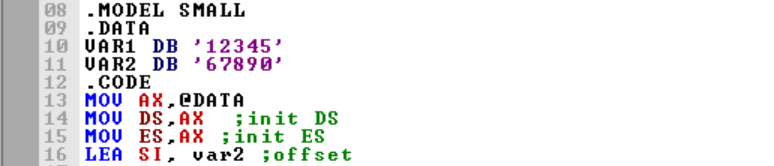 08 .MODEL SMALL
09 .DATA
10 VAR1 DB '12345'
11 VAR2 DB '67890'
12 .CODE
13 MOV AX,@DATA
14 MOV DS,AX  ;init DS
15 MOV ES,AX ;init ES
16 LEA SI, var2 ;offset